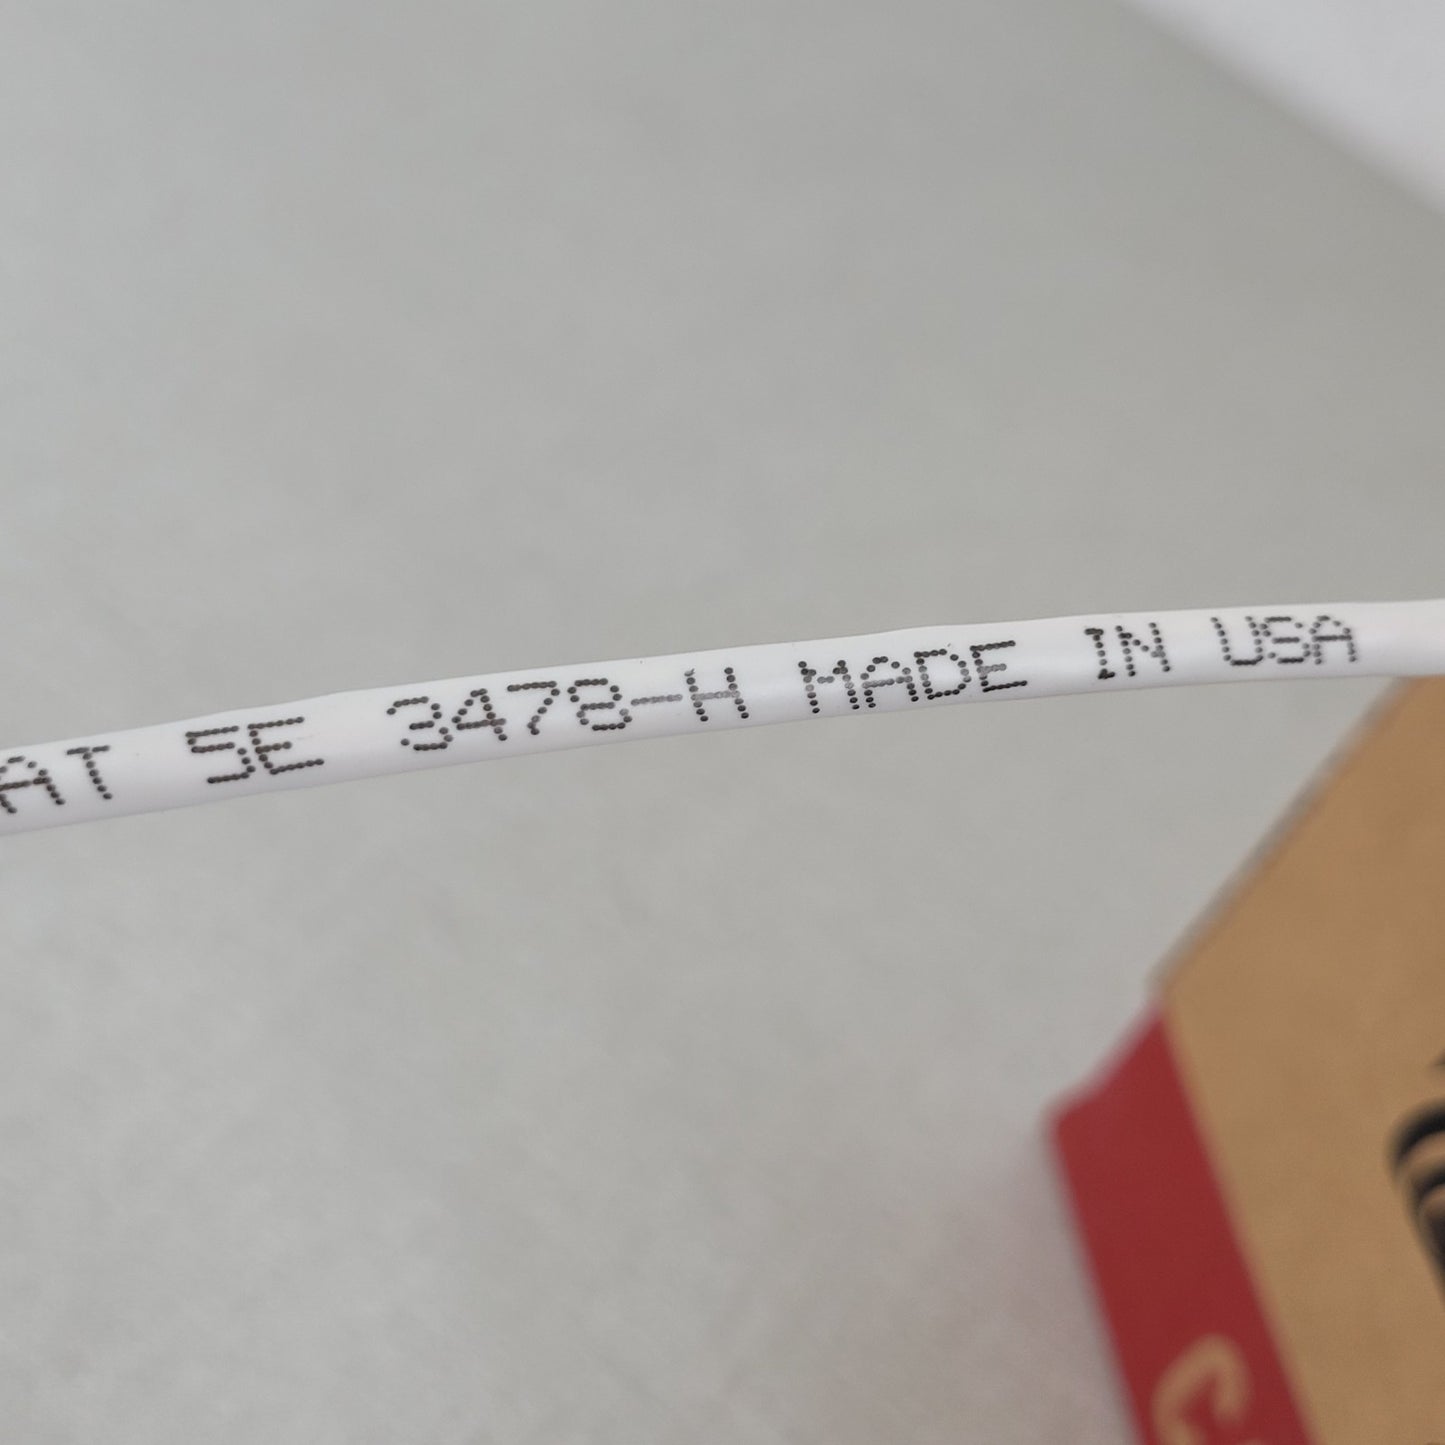 AT 5E 3478-H MADE IN USA